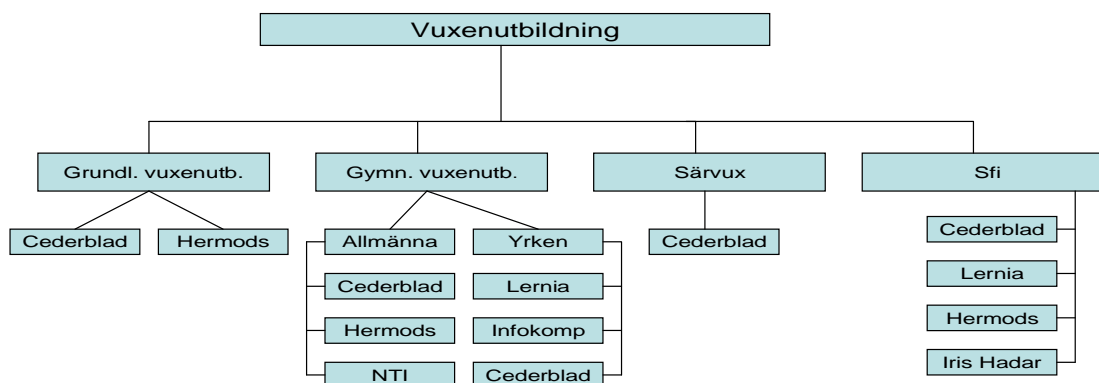 Vuxenutbildning
Grundl. vuxenutb.
Gymn. vuxenutb.
Särvux
Sfi
Cederblad
Hermods
Allmänna
Cederblad
Hermods
NTI
Yrken
Lernia
Infokomp
Cederblad
Cederblad
Cederblad
Lernia
Hermods
Iris Hadar